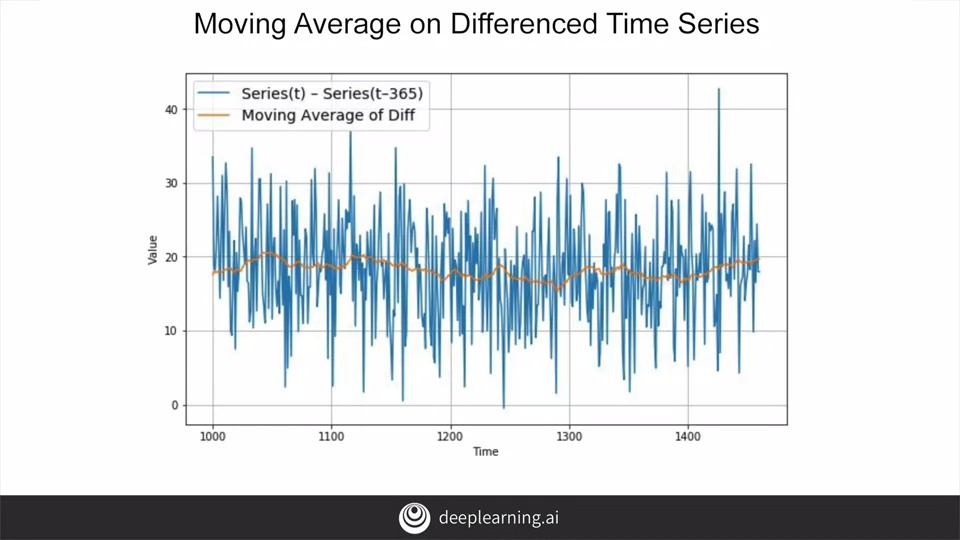 Moving Average on Differenced Time Series
Series(t) – Series(t–365)
Moving Average of Diff
40
30
20
10
0
Value
1000
1100
1200
1300
1400
Time
deeplearning.ai